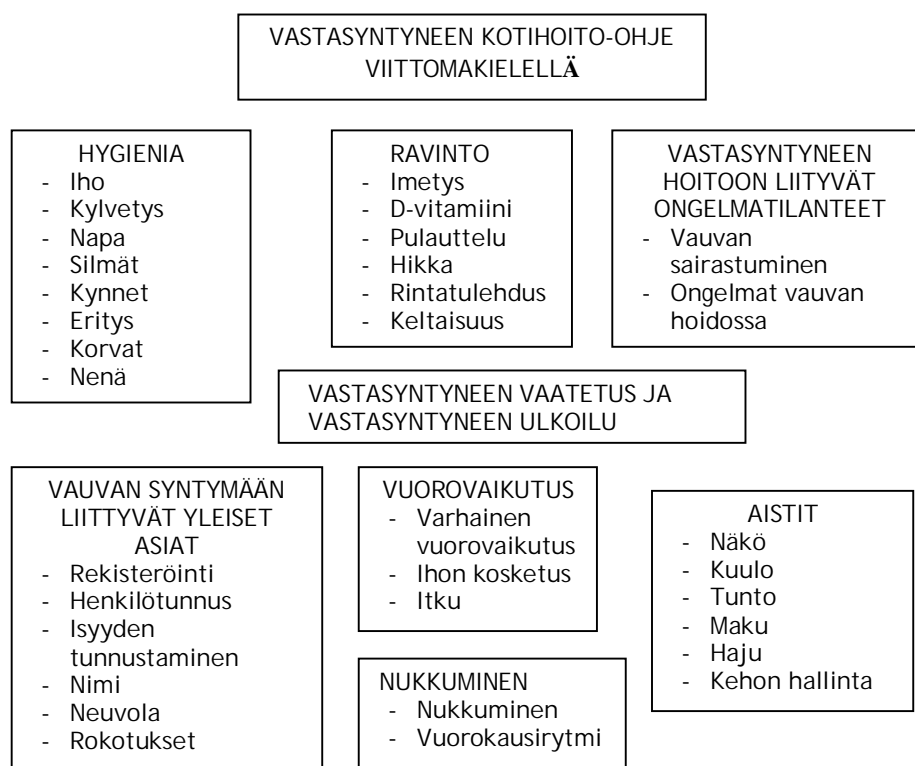 VASTASYNTYNEEN KOTIHOITO-OHJE
VIITTOMAKIELELLÄ
HYGIENIA
- Iho
- Kylvetys
- Napa
- Silmät
- Kynnet
- Eritys
- Korvat
- Nenä
RAVINTO
- Imetys
- D-vitamiini
- Pulauttelu
- Hikka
- Rintatulehdus
- Keltaisuus
VASTASYNTYNEEN
HOITOON LIITYVÄT
ONGELMATILANTEET
- Vauvan
sairastuminen
- Ongelmat vauvan
hoidossa
VASTASYNTYNEEN VAATETUS JA
VASTASYNTYNEEN ULKOILU
VAUVAN SYNTYMÄÄN
LIITTYVÄT YLEISET
ASIAT
- Rekisteröinti
- Henkilötunnus
- Isyyden
tunnustaminen
- Nimi
- Neuvola
- Rokotukset
VUOROVAIKUTUS
- Varhainen
vuorovaikutus
- Ihon kosketus
- Itku
NUKKUMINEN
- Nukkuminen
- Vuorokausirytmi
AISTIT
- Näkö
- Kuulo
- Tunto
- Maku
- Haju
- Kehon hallinta